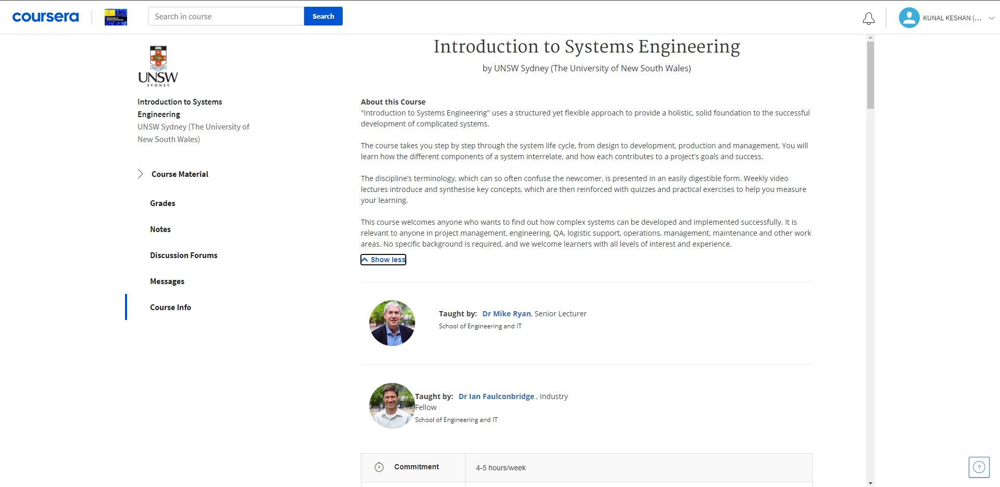 coursera
Search in course
Search
KUNAL KESHAN (...
UNSW
SYDNEY
Introduction to Systems
Engineering
UNSW Sydney (The University of
New South Wales)
Course Material
Grades
Notes
Discussion Forums
Messages
Course Info
Introduction to Systems Engineering
by UNSW Sydney (The University of New South Wales)
About this Course
"Introduction to Systems Engineering" uses a structured yet flexible approach to provide a holistic, solid foundation to the successful
development of complicated systems.
The course takes you step by step through the system life cycle, from design to development, production and management. You will
learn how the different components of a system interrelate, and how each contributes to a project’s goals and success.
The discipline’s terminology, which can so often confuse the newcomer, is presented in an easily digestible form. Weekly video
lectures introduce and synthesise key concepts, which are then reinforced with quizzes and practical exercises to help you measure
your learning.
This course welcomes anyone who wants to find out how complex systems can be developed and implemented successfully. It is
relevant to anyone in project management, engineering, QA, logistic support, operations, management, maintenance and other work
areas. No specific background is required, and we welcome learners with all levels of interest and experience.
Show less
Taught by: Dr Mike Ryan, Senior Lecturer
School of Engineering and IT
Taught by: Dr Ian Faulconbridge , Industry
Fellow
School of Engineering and IT
Commitment
4-5 hours/week
?